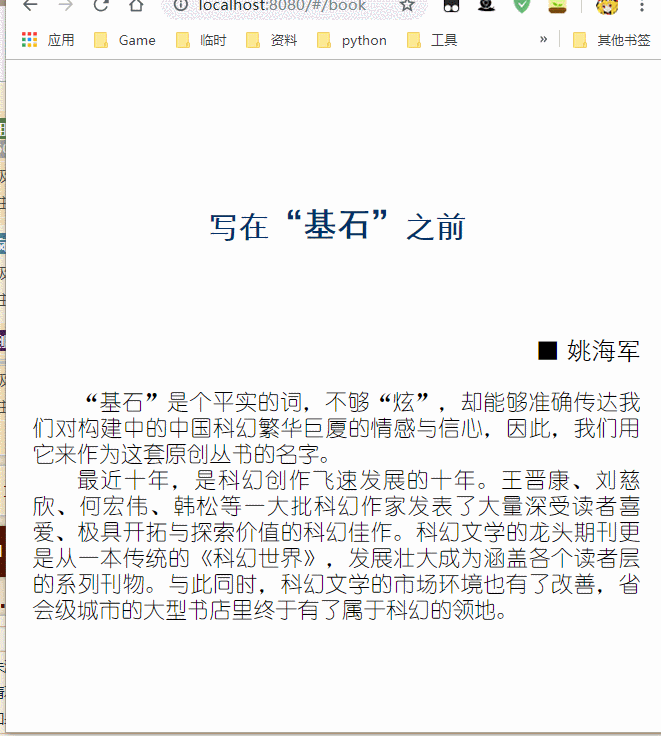 localhost:8080/#/book
应用 Game 临时 资料 python 工具 » 其他书签
写在“基石”之前
■ 姚海军
“基石”是个平实的词，不够“炫”，却能够准确传达我
们对构建中的中国科幻繁华巨厦的情感与信心，因此，我们用
它来作为这套原创丛书的名字。
最近十年，是科幻创作飞速发展的十年。王晋康、刘慈
欣、何宏伟、韩松等一大批科幻作家发表了大量深受读者喜
爱、极具开拓与探索价值的科幻佳作。科幻文学的龙头期刊更
是从一本传统的《科幻世界》，发展壮大成为涵盖各个读者层
的系列刊物。与此同时，科幻文学的市场环境也有了改善，省
会级城市的大型书店里终于有了属于科幻的领地。